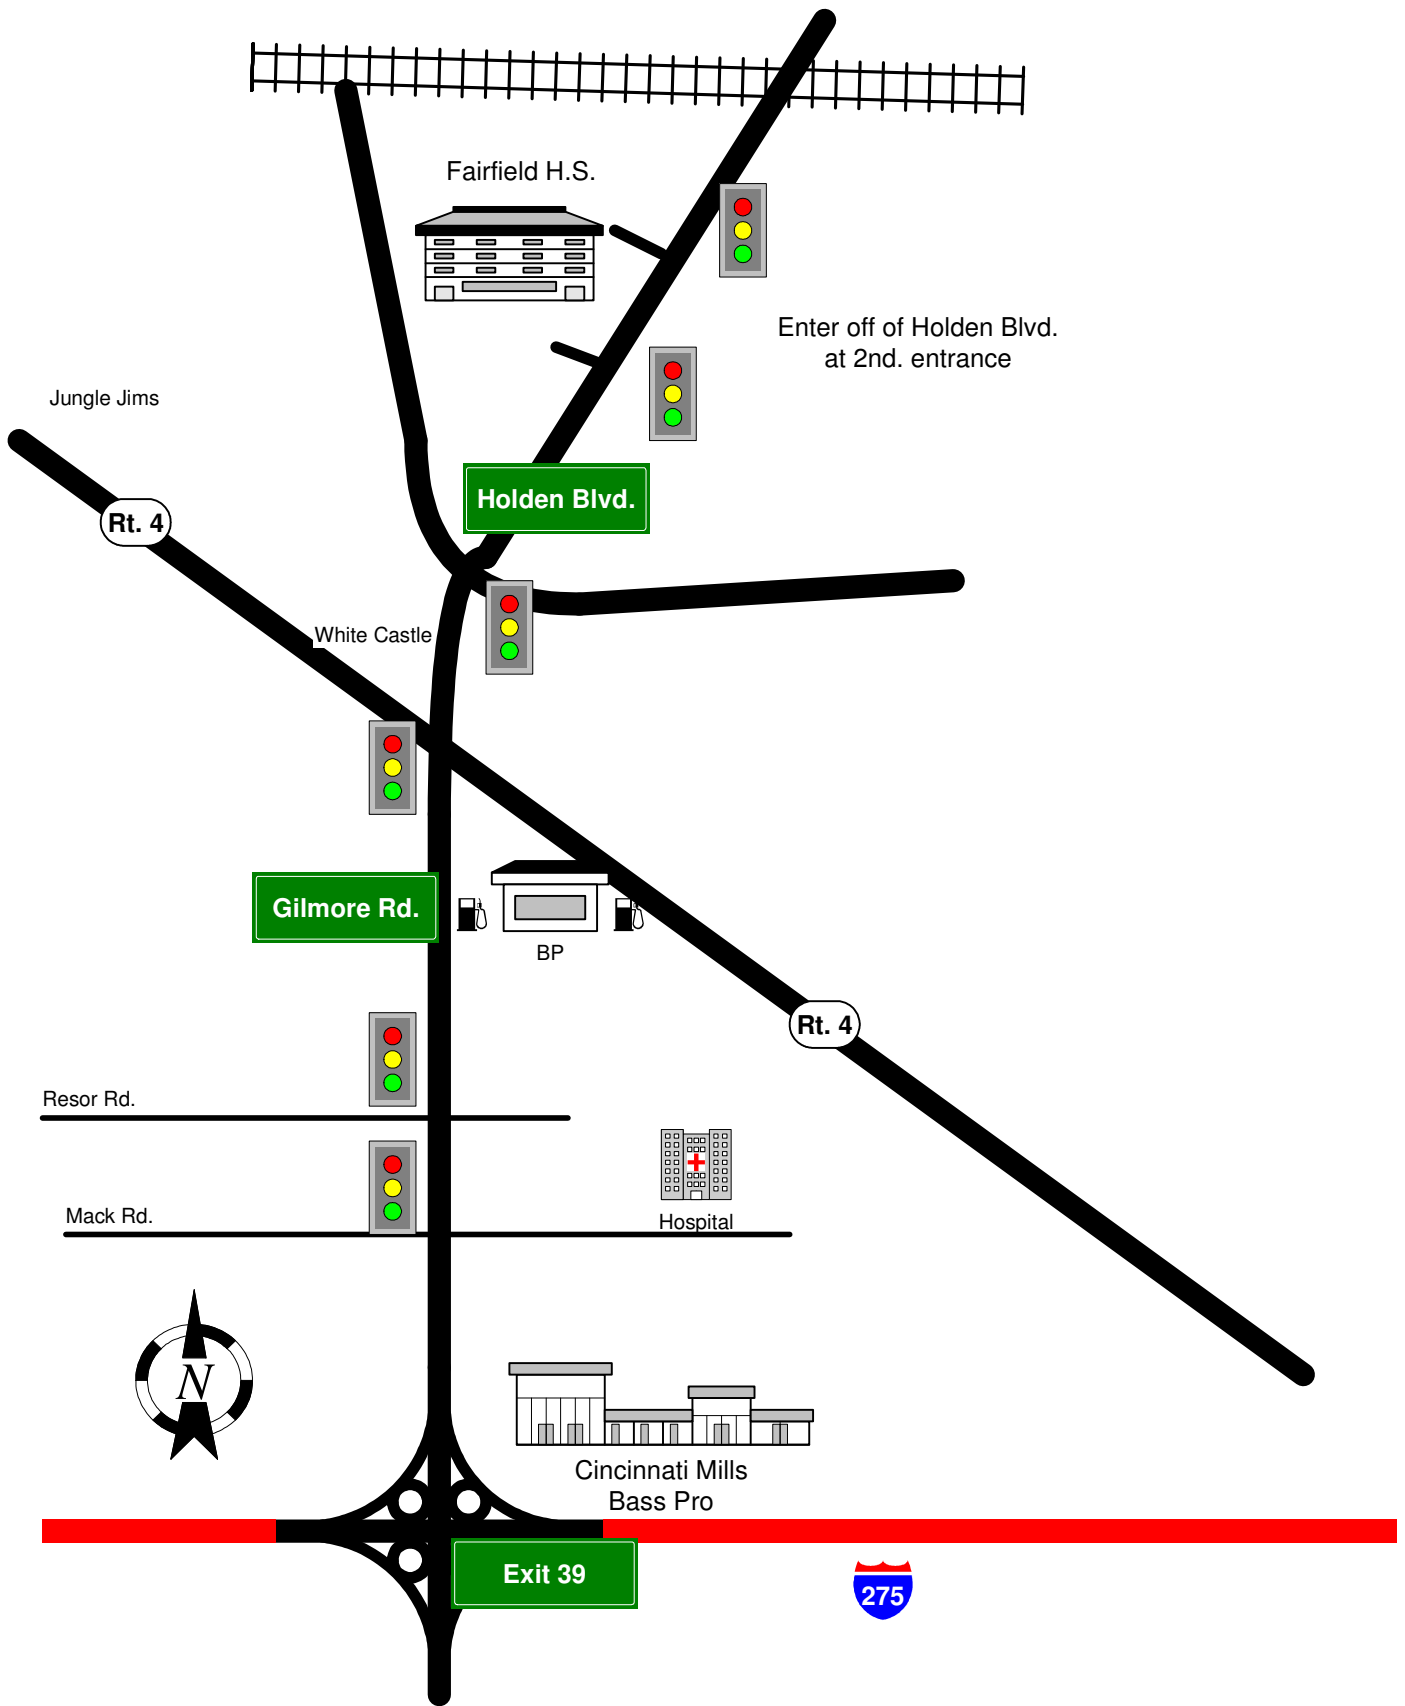 Fairfield H.S.
Enter off of Holden Blvd.
at 2nd. entrance
Jungle Jims
Holden Blvd.
Rt. 4
White Castle
Gilmore Rd.
BP
Rt. 4
Resor Rd.
Mack Rd.
Hospital
N
Cincinnati Mills
Bass Pro
Exit 39
275